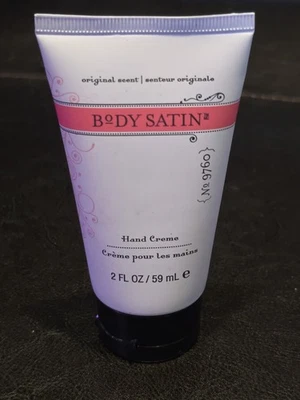 original scent | senteur originale
BODY SATIN
{Nº 9760}
Hand Creme
Crème pour les mains
2 FL OZ / 59 mL e